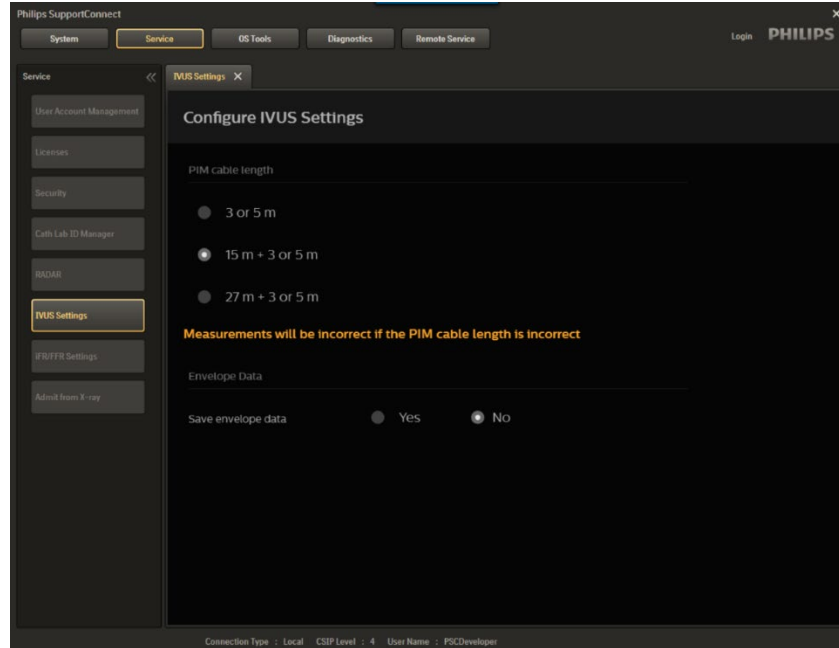 Philips SupportConnect
System Service OS Tools Diagnostics Remote Service Login PHILIPS
Service
IVUS Settings
User Account Management
Licenses
Security
Cath Lab ID Manager
RADAR
IVUS Settings
iFR/FFR Settings
Admit from X-ray
Configure IVUS Settings
PIM cable length
3 or 5 m
15 m + 3 or 5 m
27 m + 3 or 5 m
Measurements will be incorrect if the PIM cable length is incorrect
Envelope Data
Save envelope data Yes No
Connection Type : Local CSIP Level : 4 User Name : PSCDeveloper